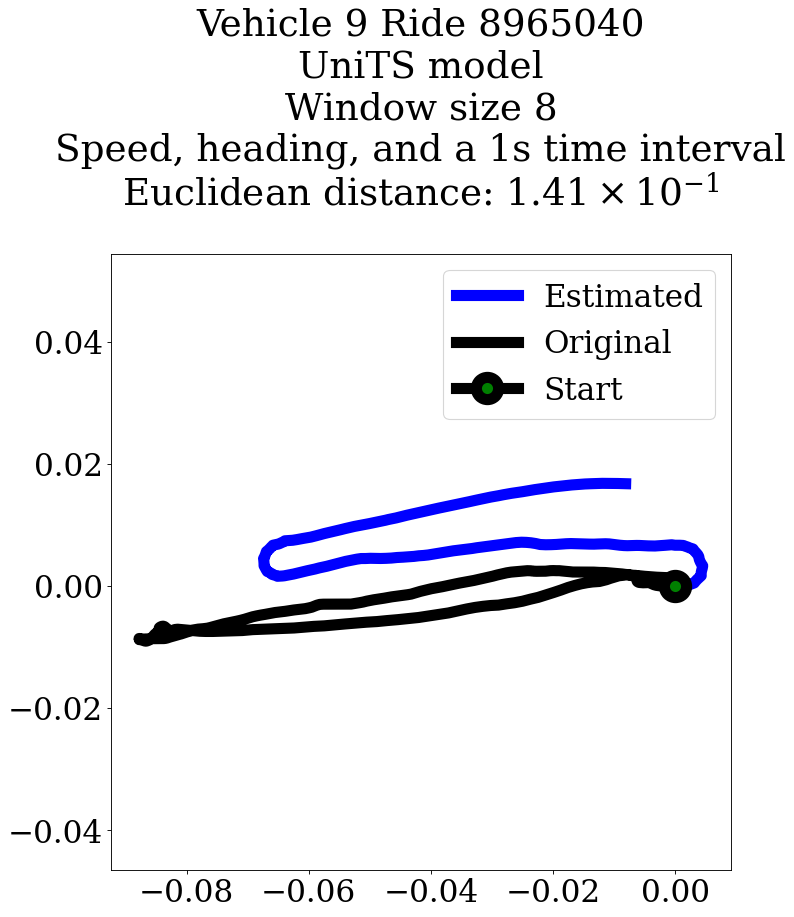 Vehicle 9 Ride 8965040
UniTS model
Window size 8
Speed, heading, and a 1s time interval
Euclidean distance: 1.41 × 10⁻¹
Estimated
Original
Start
0.04
0.02
0.00
−0.02
−0.04
−0.08 −0.06 −0.04 −0.02 0.00